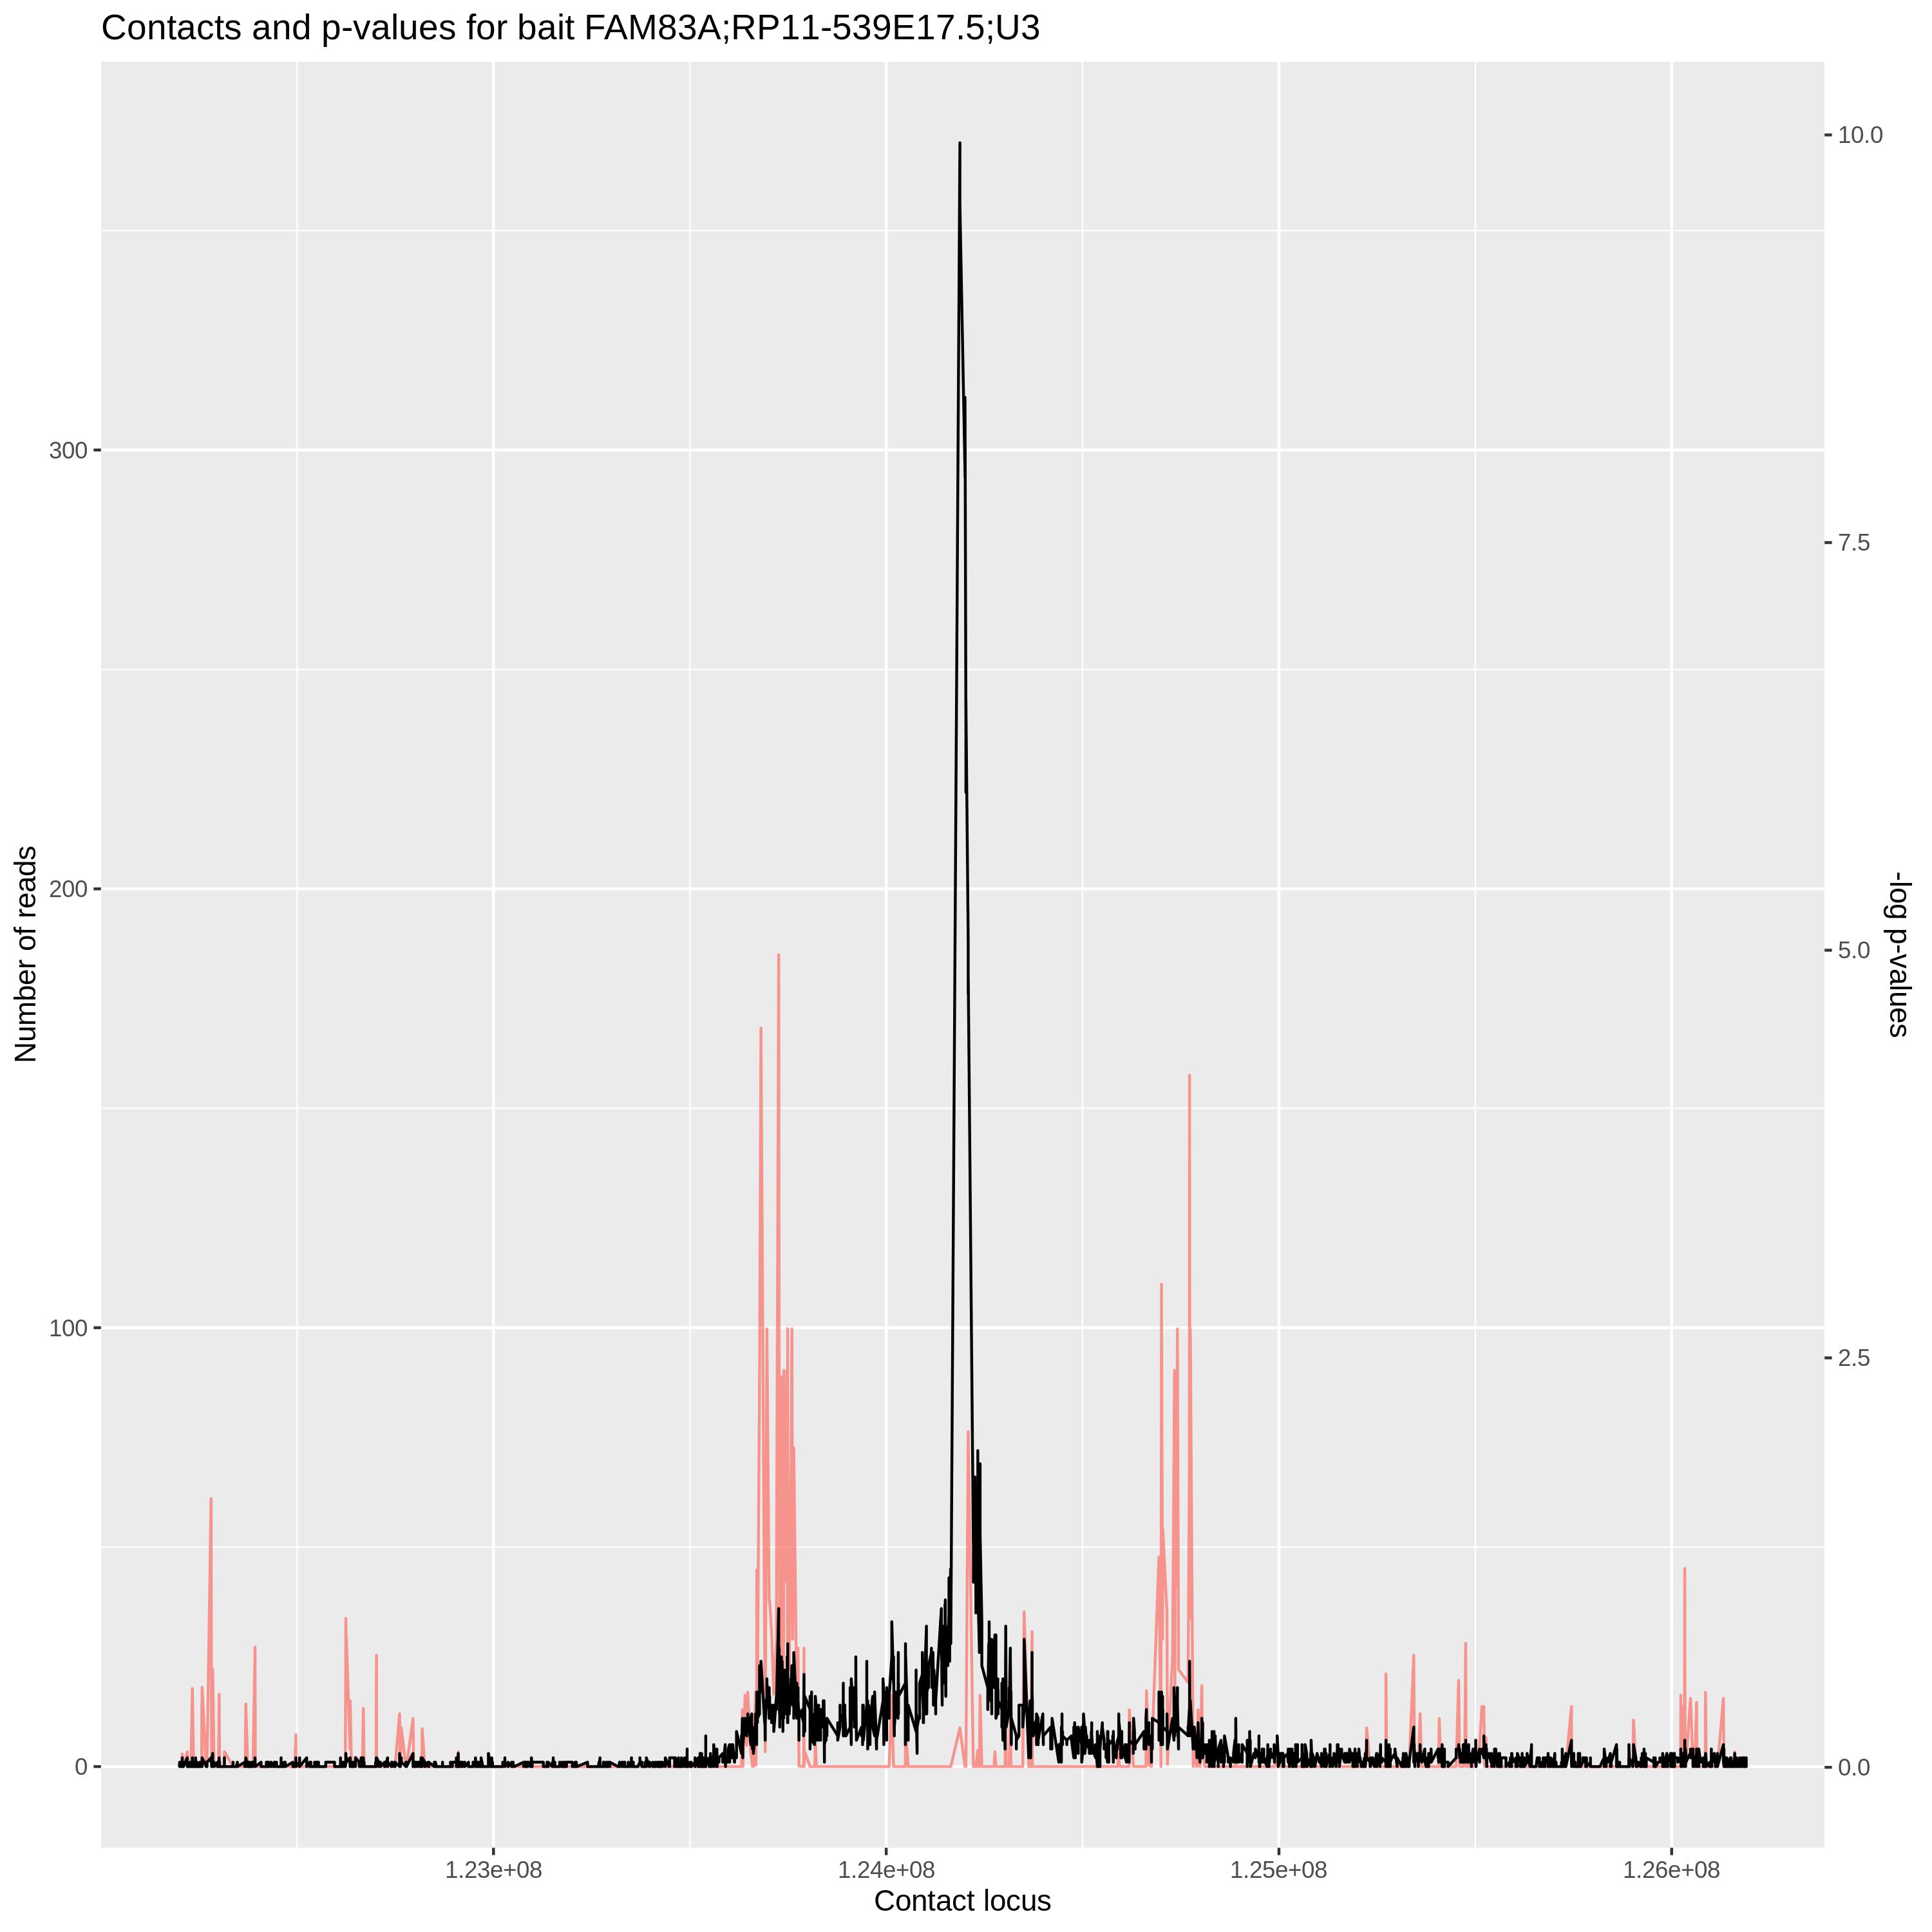 Contacts and p-values for bait FAM83A;RP11-539E17.5;U3
Number of reads
300
200
100
0
10.0
7.5
5.0
2.5
0.0
-log p-values
1.23e+08
1.24e+08
1.25e+08
1.26e+08
Contact locus